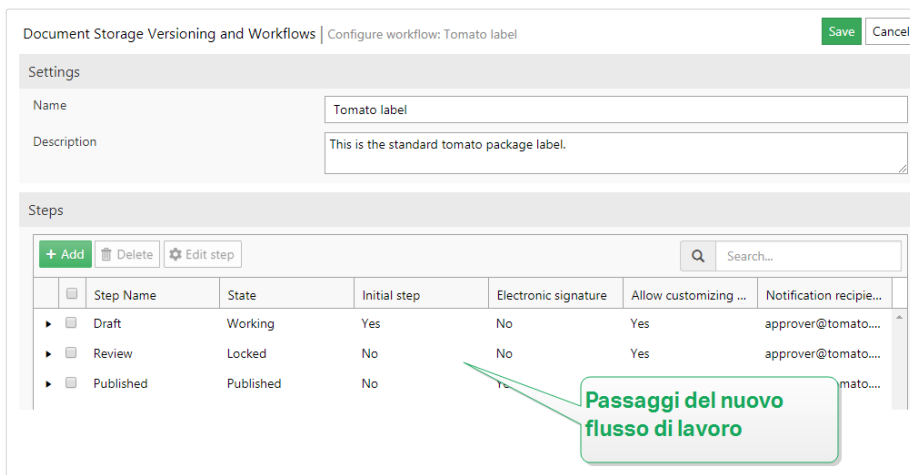 Document Storage Versioning and Workflows | Configure workflow: Tomato label
Save Cancel
Settings
Name Tomato label
Description This is the standard tomato package label.
Steps
+ Add Delete Edit step Search...
Step Name State Initial step Electronic signature Allow customizing ... Notification recipie...
Draft Working Yes No Yes approver@tomato....
Review Locked No No Yes approver@tomato....
Published Published No
Passaggi del nuovo
flusso di lavoro